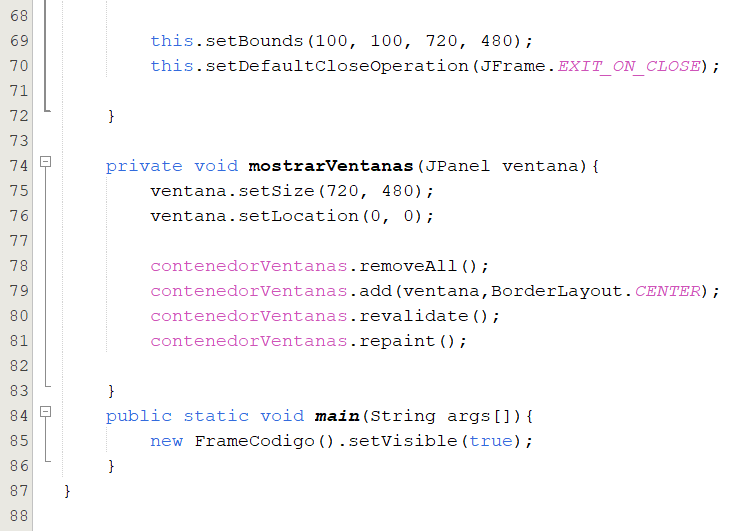 68
69 this.setBounds(100, 100, 720, 480);
70 this.setDefaultCloseOperation(JFrame.EXIT_ON_CLOSE);
71
72 }
73
74 private void mostrarVentanas(JPanel ventana){
75 ventana.setSize(720, 480);
76 ventana.setLocation(0, 0);
77
78 contenedorVentanas.removeAll();
79 contenedorVentanas.add(ventana,BorderLayout.CENTER);
80 contenedorVentanas.revalidate();
81 contenedorVentanas.repaint();
82
83 }
84 public static void main(String args[]){
85 new FrameCodigo().setVisible(true);
86 }
87 }
88